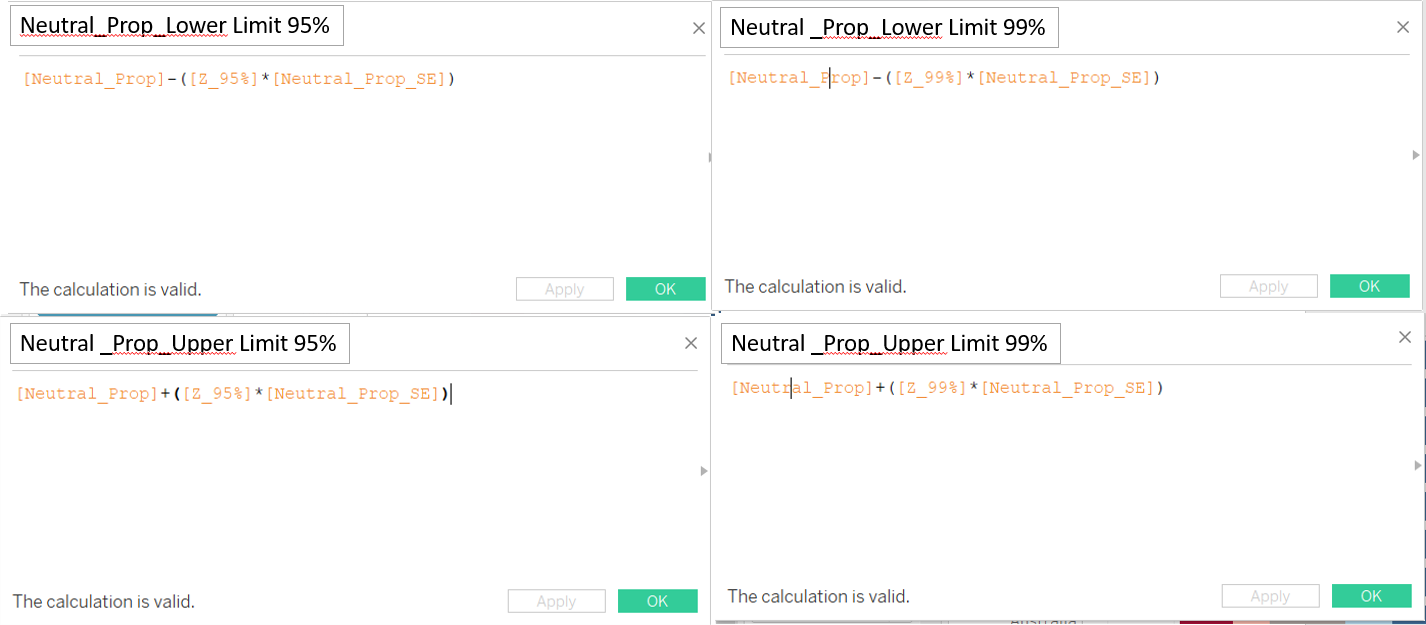 Neutral_Prop_Lower Limit 95%
[Neutral_Prop]-([Z_95%]*[Neutral_Prop_SE])
The calculation is valid.
Apply
OK
Neutral _Prop_Lower Limit 99%
[Neutral_Prop]-([Z_99%]*[Neutral_Prop_SE])
The calculation is valid.
Apply
OK
Neutral _Prop_Upper Limit 95%
[Neutral_Prop]+([Z_95%]*[Neutral_Prop_SE])
The calculation is valid.
Apply
OK
Neutral _Prop_Upper Limit 99%
[Neutral_Prop]+([Z_99%]*[Neutral_Prop_SE])
The calculation is valid.
Apply
OK
Australia